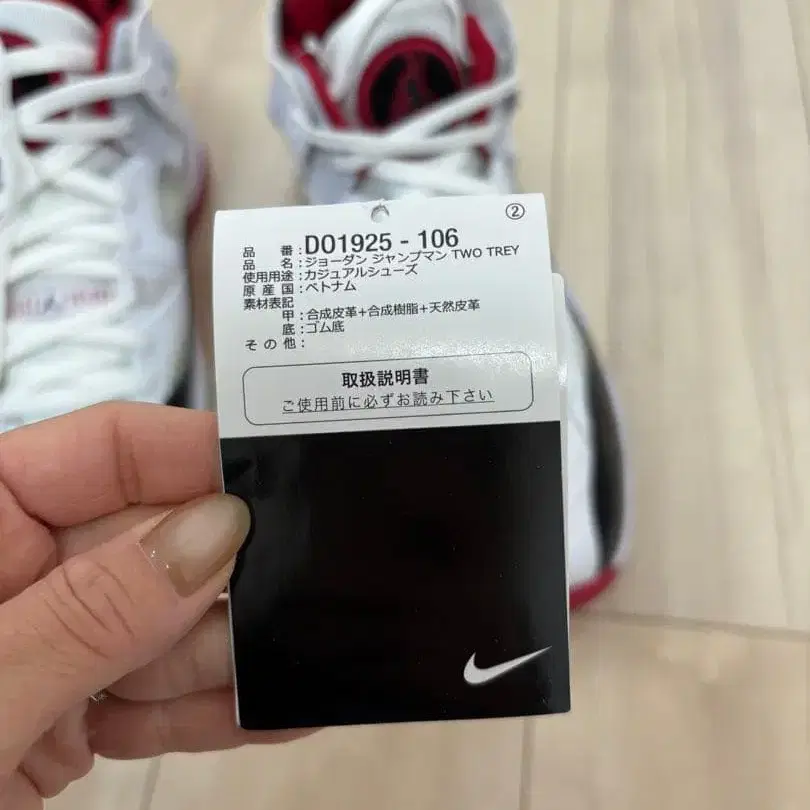 ②
品番：DO1925 - 106
品名：ジョーダン ジャンプマン TWO TREY
使用用途：カジュアルシューズ
原産国：ベトナム
素材表記
甲：合成皮革+合成樹脂+天然皮革
底：ゴム底
その他：
取扱説明書
ご使用前に必ずお読み下さい